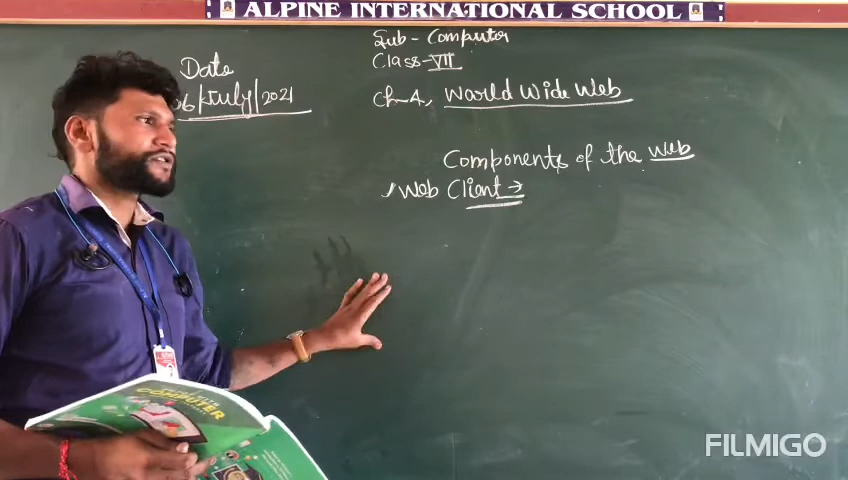 ALPINE INTERNATIONAL SCHOOL
Sub - Computer
Class - VII
Date
06/July/2021
Ch-4, World Wide Web
Components of the Web
Web Client →
COMPUTER
FILMIGO